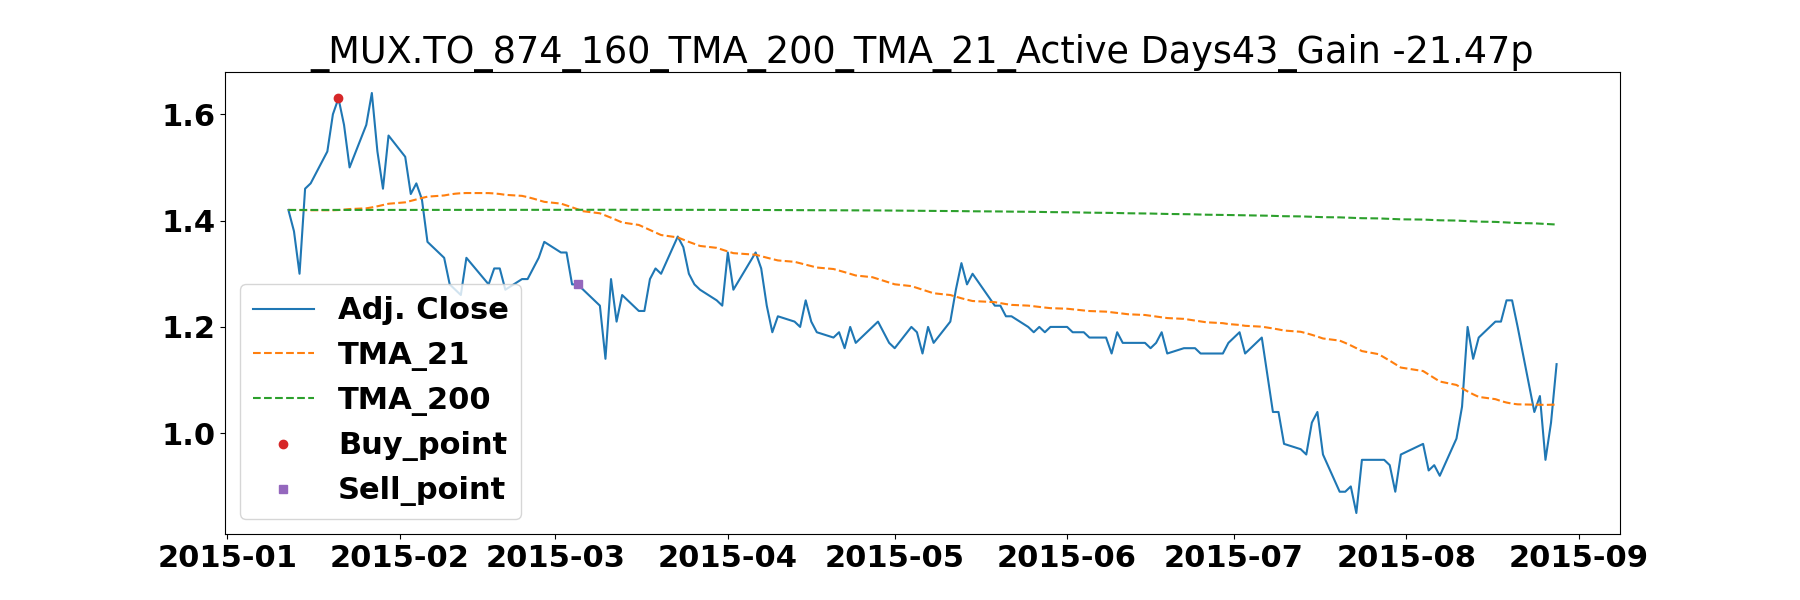 _MUX.TO_874_160_TMA_200_TMA_21_Active Days43_Gain -21.47p
1.6
1.4
1.2
1.0
Adj. Close
TMA_21
TMA_200
Buy_point
Sell_point
2015-01 2015-02 2015-03 2015-04 2015-05 2015-06 2015-07 2015-08 2015-09